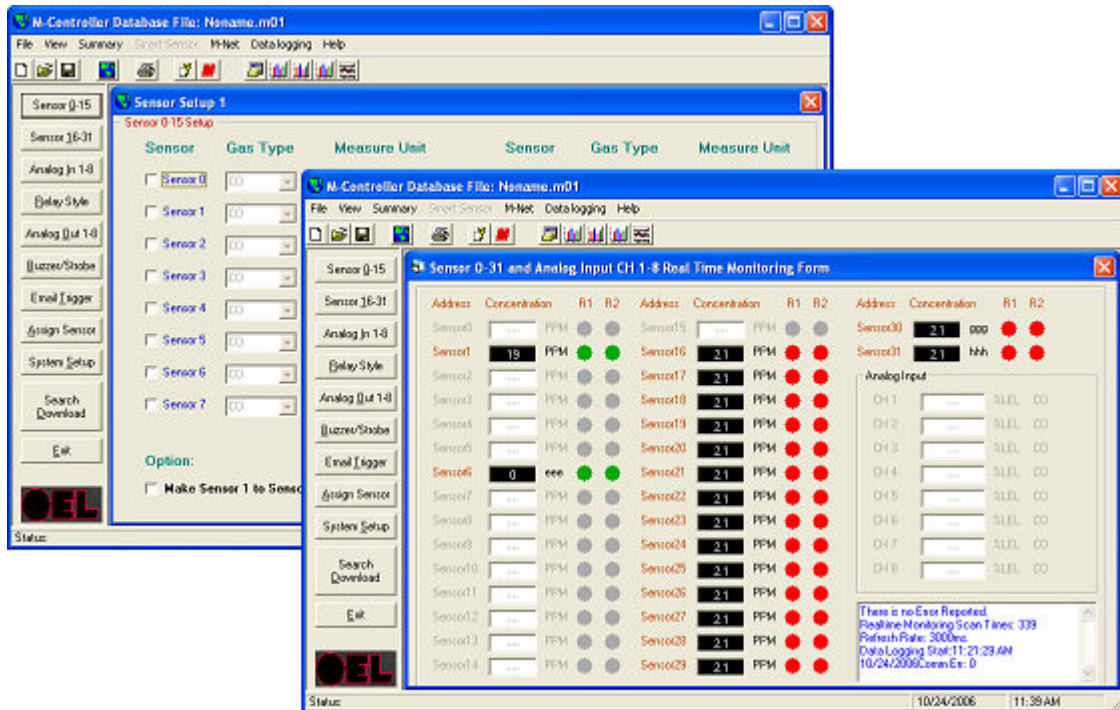 M-Controller Database File: Noname.m01
File View Summary Smart Sensor M-Net Data logging Help
Sensor 0-15
Sensor 16-31
Analog In 1-8
Relay Style
Analog Out 1-8
Buzzer/Strobe
Email Trigger
Assign Sensor
System Setup
Search Download
Exit
OEL
Status:
Sensor Setup 1
Sensor 0-15 Setup
Sensor Gas Type Measure Unit Sensor Gas Type Measure Unit
Sensor 0 CO
Sensor 1 CO
Sensor 2 CO
Sensor 3 CO
Sensor 4 CO
Sensor 5 CO
Sensor 6 CO
Sensor 7 CO
Option:
Make Sensor 1 to Senso
M-Controller Database File: Noname.m01
File View Summary Smart Sensor M-Net Data logging Help
Sensor 0-15
Sensor 16-31
Analog In 1-8
Relay Style
Analog Out 1-8
Buzzer/Strobe
Email Trigger
Assign Sensor
System Setup
Search Download
Exit
OEL
Sensor 0-31 and Analog Input CH 1-8 Real Time Monitoring Form
Address Concentration R1 R2 Address Concentration R1 R2 Address Concentration R1 R2
Sensor0 --- PPM Sensor15 --- PPM Sensor30 21 ppp
Sensor1 19 PPM Sensor16 21 PPM Sensor31 21 hhh
Sensor2 --- PPM Sensor17 21 PPM Analog Input
Sensor3 --- PPM Sensor18 21 PPM CH 1 --- %LEL CO
Sensor4 --- PPM Sensor19 21 PPM CH 2 --- %LEL CO
Sensor5 --- PPM Sensor20 21 PPM CH 3 --- %LEL CO
Sensor6 0 eee Sensor21 21 PPM CH 4 --- %LEL CO
Sensor7 --- PPM Sensor22 21 PPM CH 5 --- %LEL CO
Sensor8 --- PPM Sensor23 21 PPM CH 6 --- %LEL CO
Sensor9 --- PPM Sensor24 21 PPM CH 7 --- %LEL CO
Sensor10 --- PPM Sensor25 21 PPM CH 8 --- %LEL CO
Sensor11 --- PPM Sensor26 21 PPM
Sensor12 --- PPM Sensor27 21 PPM
Sensor13 --- PPM Sensor28 21 PPM
Sensor14 --- PPM Sensor29 21 PPM
There is no Error Reported.
Realtime Monitoring Scan Times: 339
Refresh Rate: 3000ms.
Data Logging Start:11:21:29 AM
10/24/2006Comm Err: 0
Status: 10/24/2006 11:39 AM